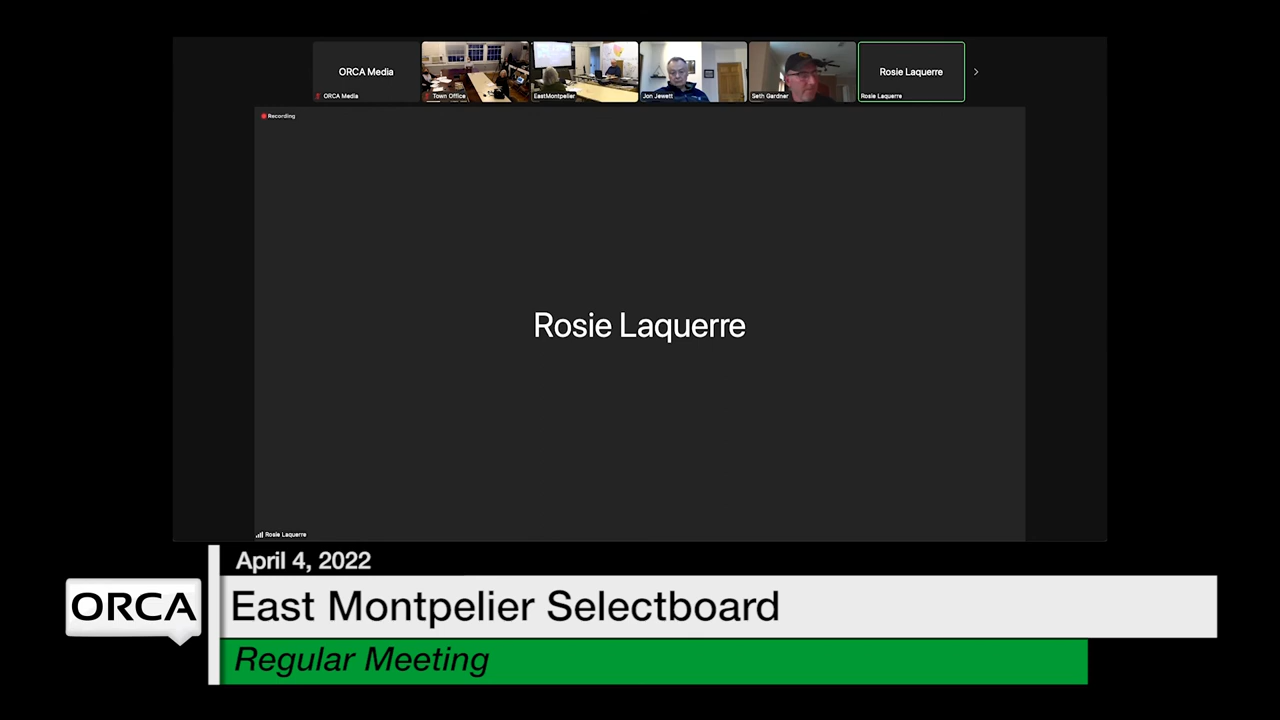 ORCA Media
Rosie Laquerre
ORCA Media
Town Office
EastMontpelier
Jon Jewett
Seth Gardner
Rosie Laquerre
Recording
Rosie Laquerre
Rosie Laquerre
April 4, 2022
ORCA
East Montpelier Selectboard
Regular Meeting